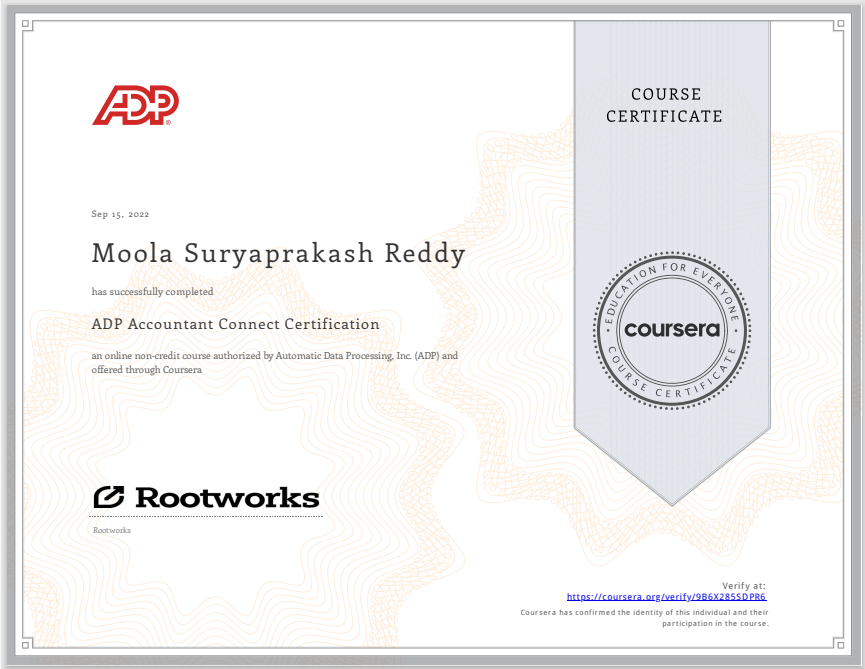 ADP
COURSE
CERTIFICATE
Sep 15, 2022
Moola Suryaprakash Reddy
has successfully completed
ADP Accountant Connect Certification
an online non-credit course authorized by Automatic Data Processing, Inc. (ADP) and
offered through Coursera
EDUCATION FOR EVERYONE
coursera
COURSE CERTIFICATE
Rootworks
Rootworks
Verify at:
https://coursera.org/verify/9B6X285SDPR6
Coursera has confirmed the identity of this individual and their
participation in the course.